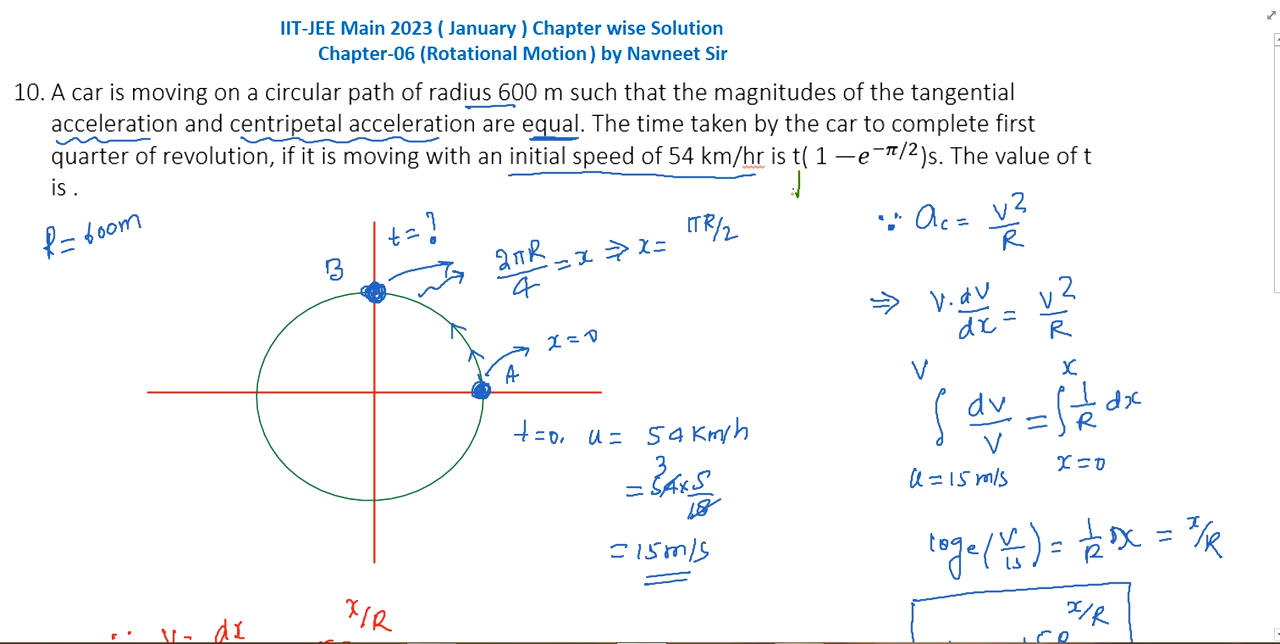 IIT-JEE Main 2023 ( January ) Chapter wise Solution
Chapter-06 (Rotational Motion) by Navneet Sir
10. A car is moving on a circular path of radius 600 m such that the magnitudes of the tangential
acceleration and centripetal acceleration are equal. The time taken by the car to complete first
quarter of revolution, if it is moving with an initial speed of 54 km/hr is t( 1 −e^−π/2)s. The value of t
is .
R = 600m
t = ?
B
2πR/4 = x ⇒ x = πR/2
x = 0
A
t=0, u = 54 Km/h
= 54 × 5/18
3
= 15 m/s
∵ ac = v²/R
⇒ v.dv/dx = v²/R
V x
∫ dv/v = ∫ 1/R dx
u = 15 m/s x = 0
loge(v/15) = 1/R x = x/R
x/R
x/R
dx